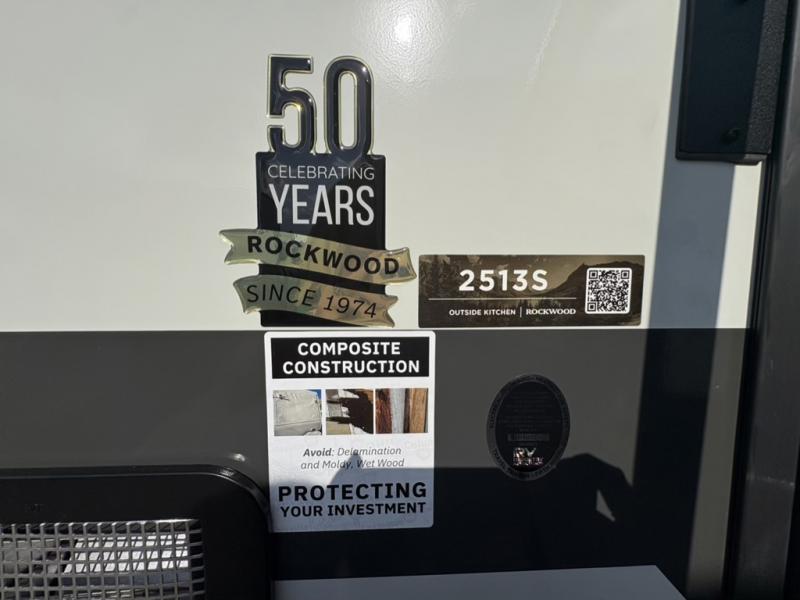 50
CELEBRATING
YEARS
ROCKWOOD
SINCE 1974
2513S
OUTSIDE KITCHEN | ROCKWOOD
COMPOSITE
CONSTRUCTION
Avoid: Delamination
and Moldy, Wet Wood
PROTECTING
YOUR INVESTMENT
RV